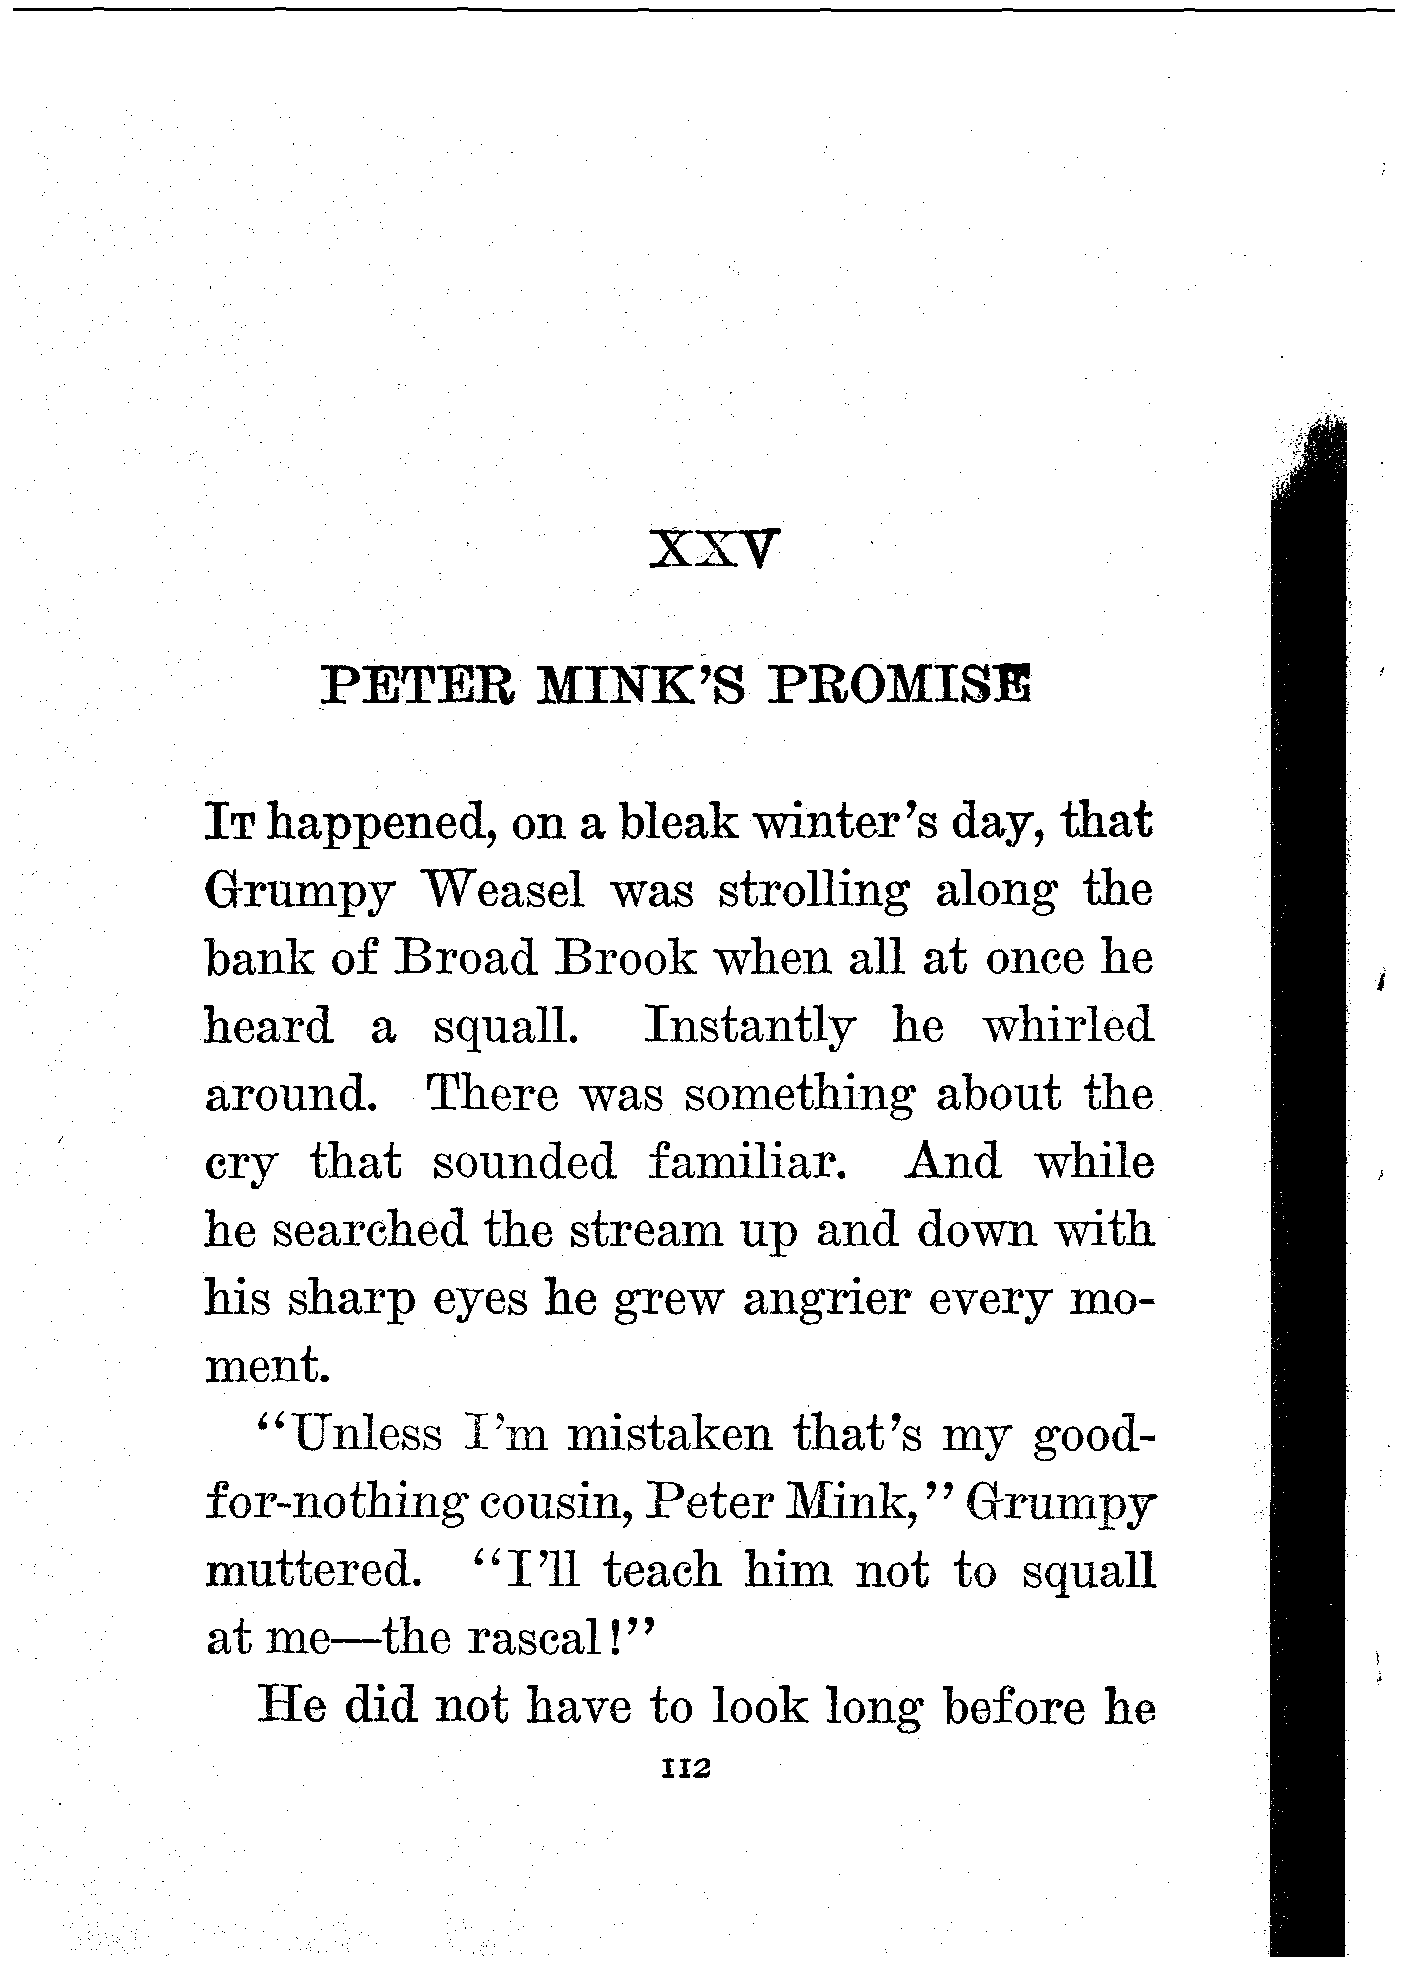 XXV
PETER MINK'S PROMISE
IT happened, on a bleak winter's day, that
Grumpy Weasel was strolling along the
bank of Broad Brook when all at once he
heard a squall. Instantly he whirled
around. There was something about the
cry that sounded familiar. And while
he searched the stream up and down with
his sharp eyes he grew angrier every mo-
ment.
"Unless I'm mistaken that's my good-
for-nothing cousin, Peter Mink," Grumpy
muttered. "I'll teach him not to squall
at me—the rascal!"
He did not have to look long before he
112